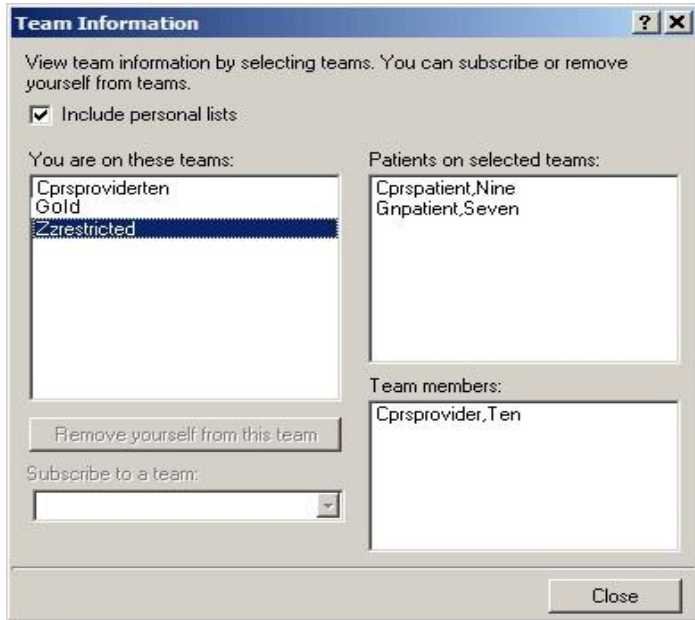 Team Information
View team information by selecting teams. You can subscribe or remove
yourself from teams.
Include personal lists
You are on these teams:
Cprsproviderten
Gold
Zzrestricted
Remove yourself from this team
Subscribe to a team:
Patients on selected teams:
Cprspatient,Nine
Gnpatient,Seven
Team members:
Cprsprovider,Ten
Close